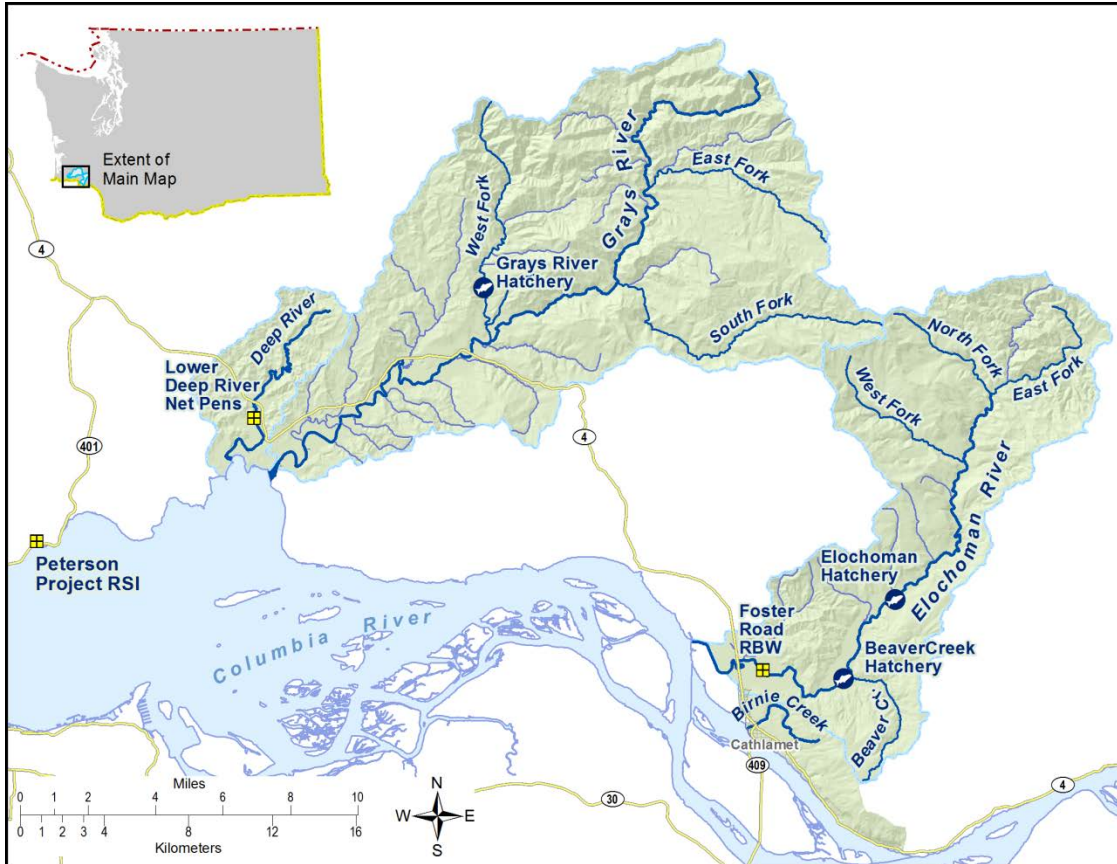 Extent of
Main Map
4
West Fork
Grays River
East Fork
Grays River
Hatchery
Deep River
South Fork
North Fork
East Fork
West Fork
Lower
Deep River
Net Pens
401
4
Elochoman River
Peterson
Project RSI
Elochoman
Hatchery
Columbia River
Foster
Road
RBW
BeaverCreek
Hatchery
Birnie Creek
Beaver Cr.
Cathlamet
409
4
30
Miles
0 1 2 4 6 8 10
0 1 2 3 4 8 12 16
Kilometers
N
W E
S